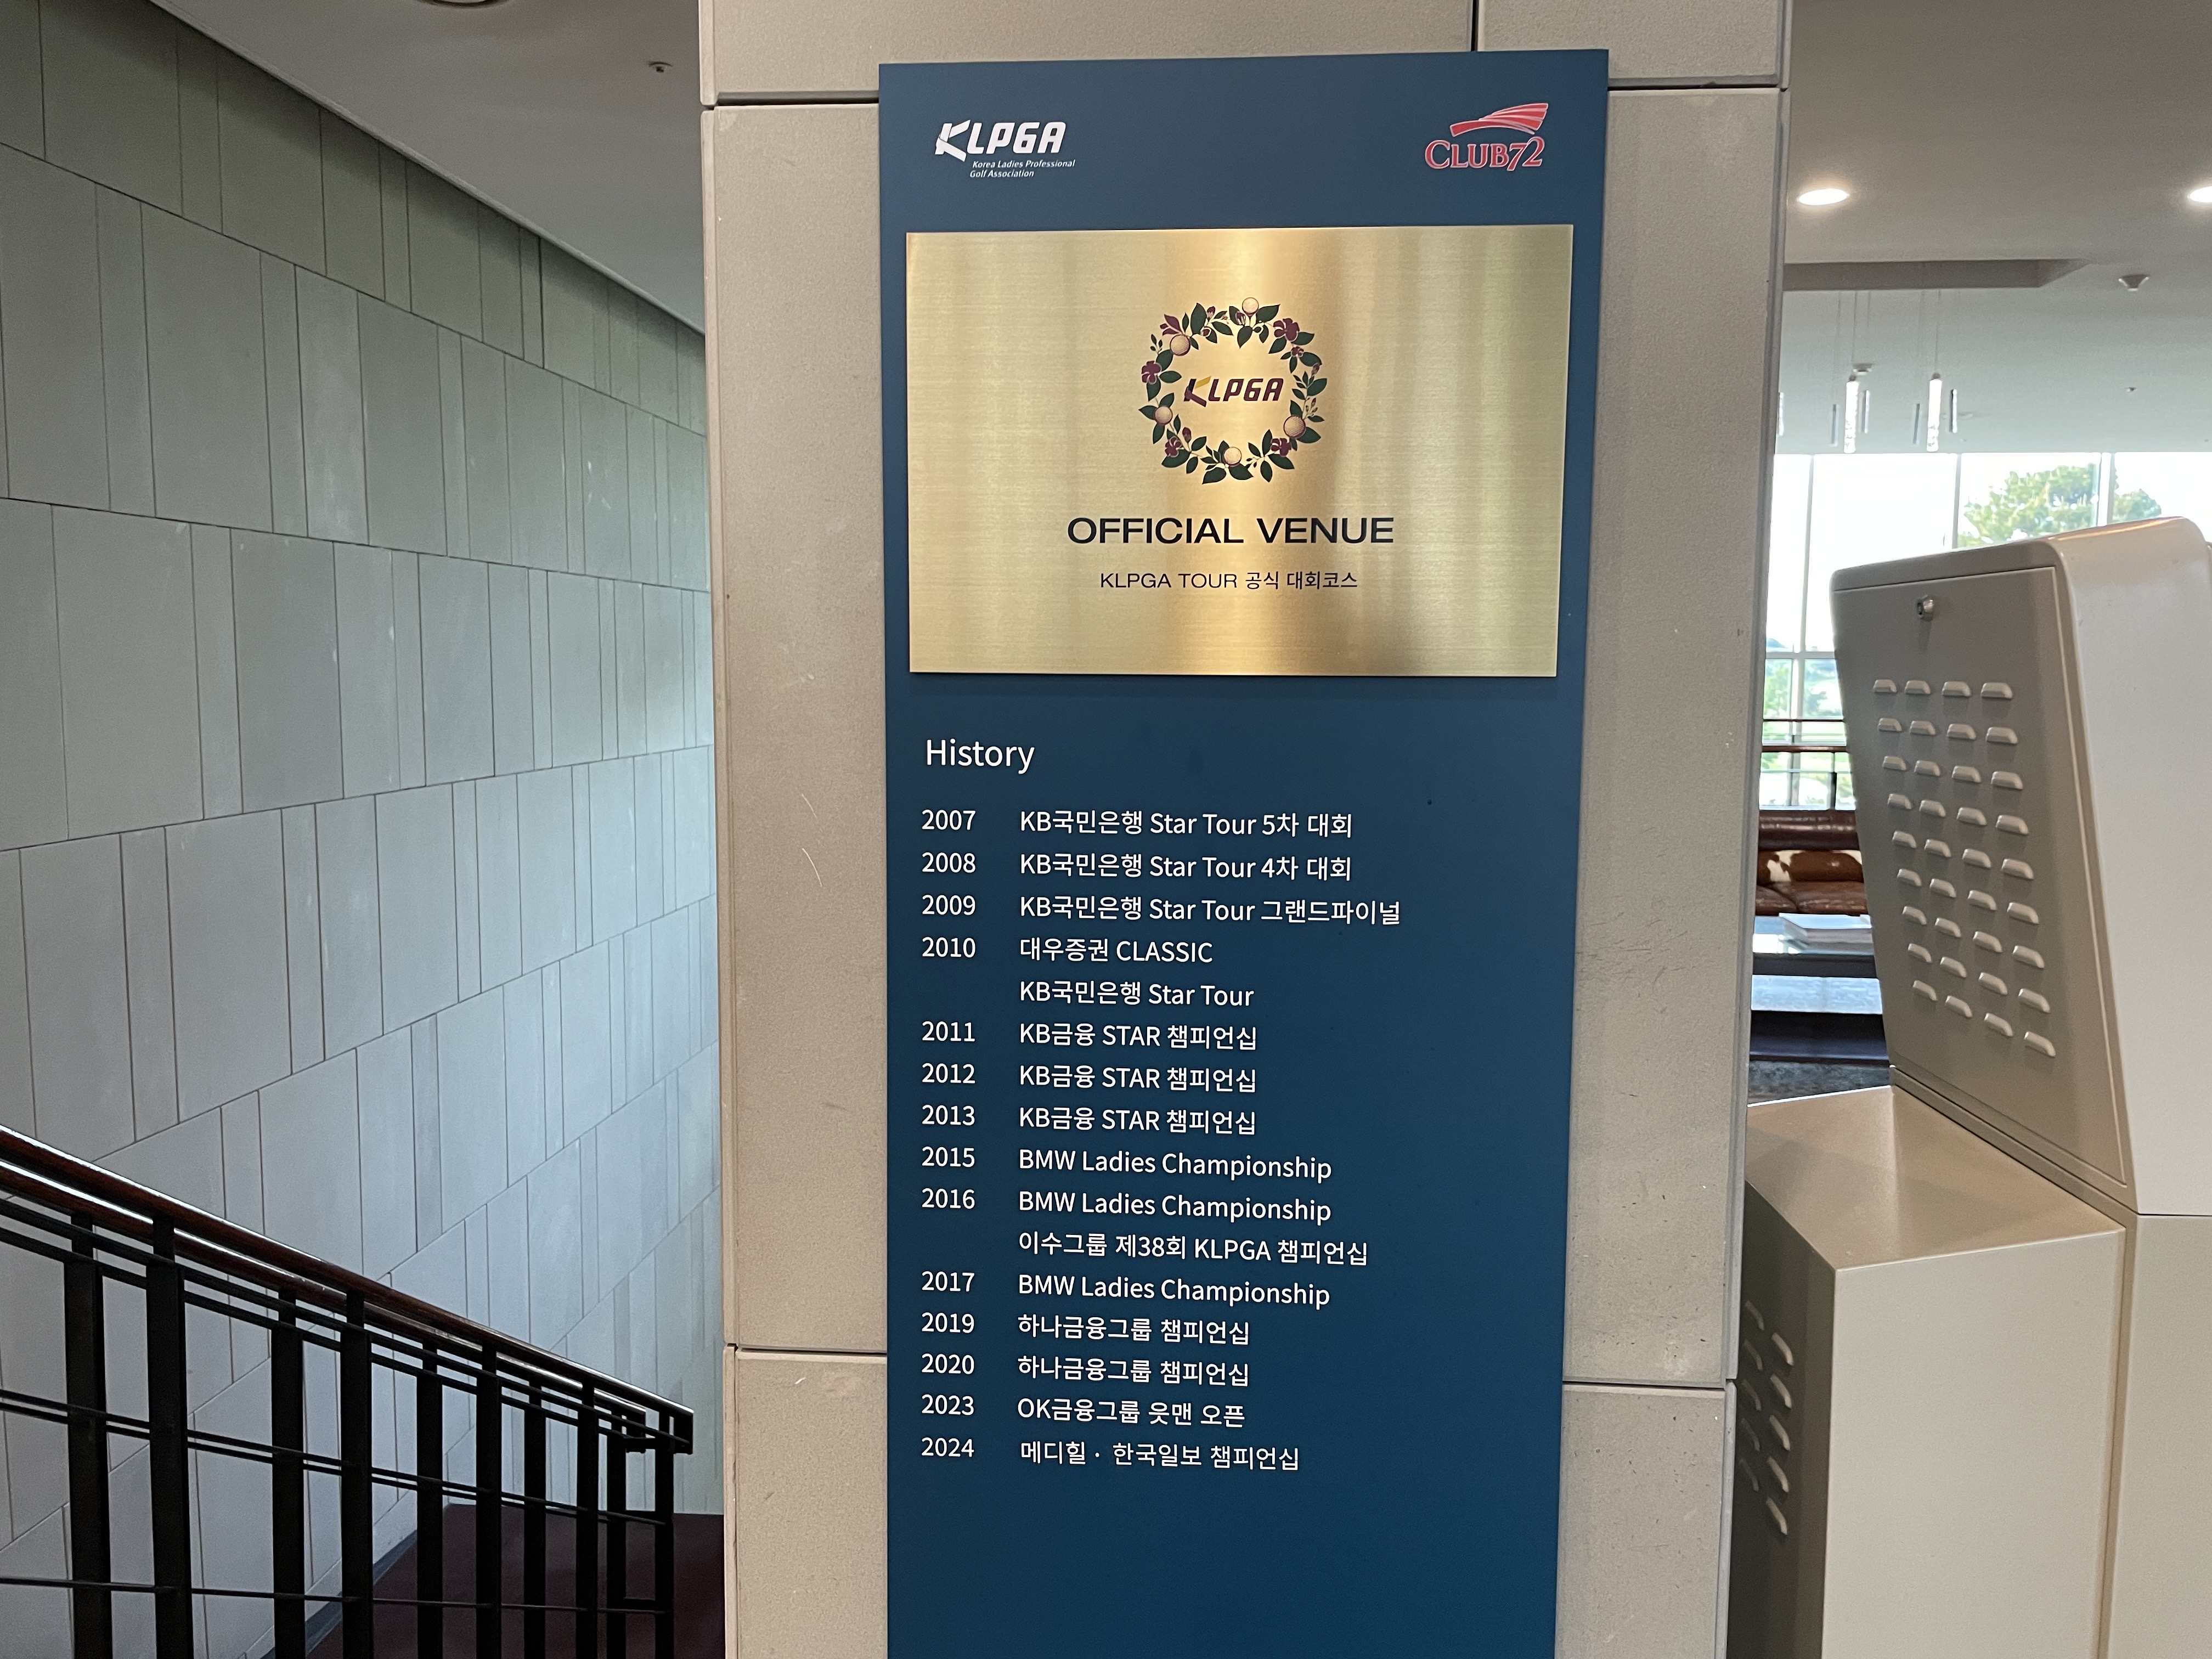 KLPGA
Korea Ladies Professional
Golf Association
CLUB72
KLPGA
OFFICIAL VENUE
KLPGA TOUR 공식 대회코스
History
2007 KB국민은행 Star Tour 5차 대회
2008 KB국민은행 Star Tour 4차 대회
2009 KB국민은행 Star Tour 그랜드파이널
2010 대우증권 CLASSIC
KB국민은행 Star Tour
2011 KB금융 STAR 챔피언십
2012 KB금융 STAR 챔피언십
2013 KB금융 STAR 챔피언십
2015 BMW Ladies Championship
2016 BMW Ladies Championship
이수그룹 제38회 KLPGA 챔피언십
2017 BMW Ladies Championship
2019 하나금융그룹 챔피언십
2020 하나금융그룹 챔피언십
2023 OK금융그룹 읏맨 오픈
2024 메디힐 · 한국일보 챔피언십